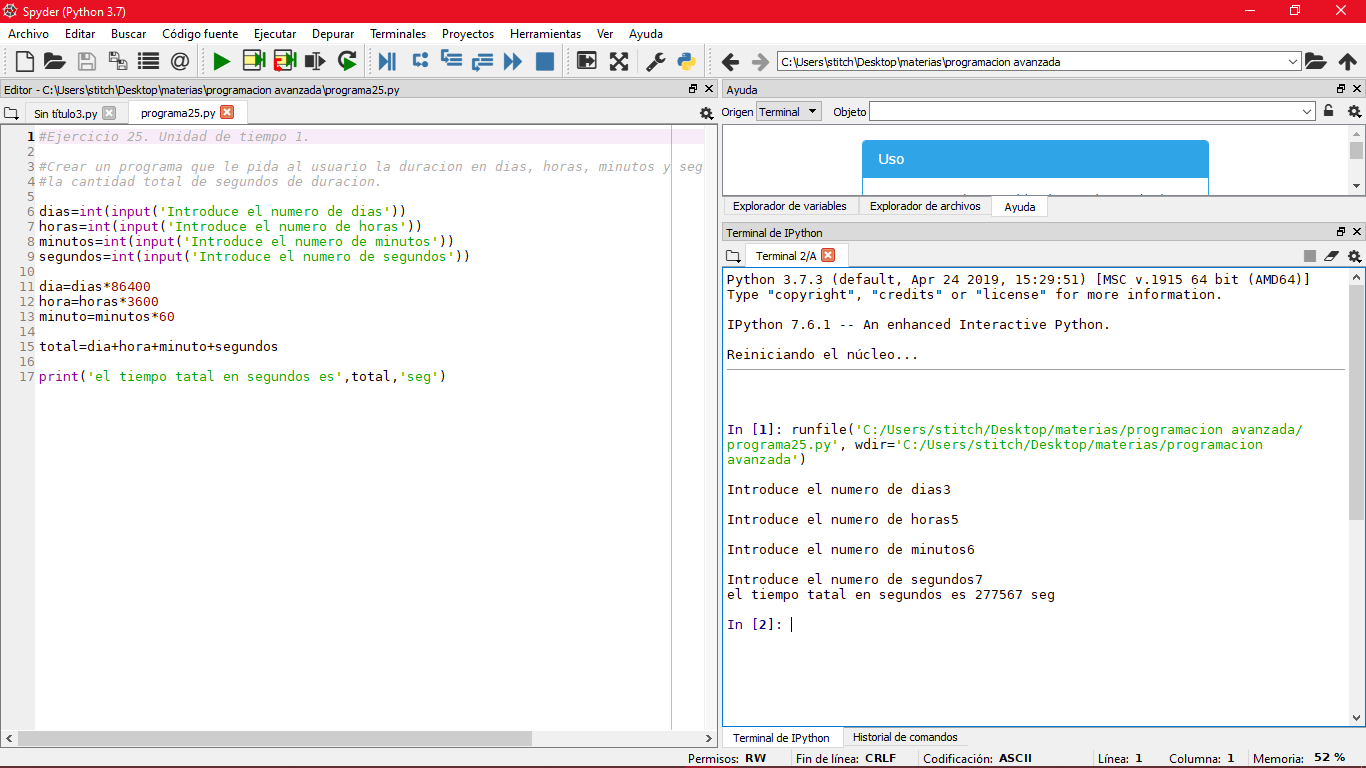 Spyder (Python 3.7)
Archivo Editar Buscar Código fuente Ejecutar Depurar Terminales Proyectos Herramientas Ver Ayuda
C:\Users\stitch\Desktop\materias\programacion avanzada
Editor - C:\Users\stitch\Desktop\materias\programacion avanzada\programa25.py
Sin título3.py programa25.py
1 #Ejercicio 25. Unidad de tiempo 1.
2
3 #Crear un programa que le pida al usuario la duracion en dias, horas, minutos y seg
4 #la cantidad total de segundos de duracion.
5
6 dias=int(input('Introduce el numero de dias'))
7 horas=int(input('Introduce el numero de horas'))
8 minutos=int(input('Introduce el numero de minutos'))
9 segundos=int(input('Introduce el numero de segundos'))
10
11 dia=dias*86400
12 hora=horas*3600
13 minuto=minutos*60
14
15 total=dia+hora+minuto+segundos
16
17 print('el tiempo tatal en segundos es',total,'seg')
Ayuda
Origen Terminal Objeto
Uso
Explorador de variables Explorador de archivos Ayuda
Terminal de IPython
Terminal 2/A
Python 3.7.3 (default, Apr 24 2019, 15:29:51) [MSC v.1915 64 bit (AMD64)]
Type "copyright", "credits" or "license" for more information.
IPython 7.6.1 -- An enhanced Interactive Python.
Reiniciando el núcleo...
In [1]: runfile('C:/Users/stitch/Desktop/materias/programacion avanzada/
programa25.py', wdir='C:/Users/stitch/Desktop/materias/programacion
avanzada')
Introduce el numero de dias3
Introduce el numero de horas5
Introduce el numero de minutos6
Introduce el numero de segundos7
el tiempo tatal en segundos es 277567 seg
In [2]:
Terminal de IPython Historial de comandos
Permisos: RW Fin de línea: CRLF Codificación: ASCII Línea: 1 Columna: 1 Memoria: 52 %